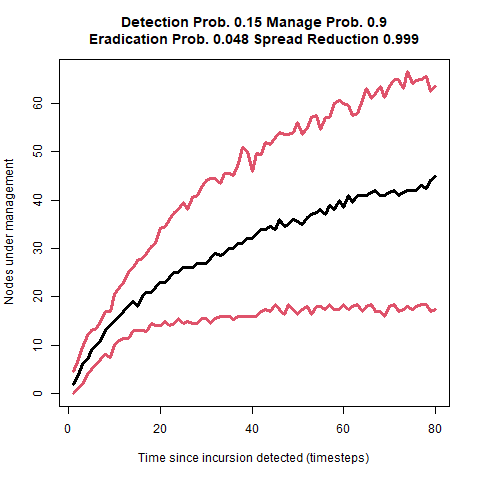 Detection Prob. 0.15 Manage Prob. 0.9
Eradication Prob. 0.048 Spread Reduction 0.999
Nodes under management
60
50
40
30
20
10
0
0 20 40 60 80
Time since incursion detected (timesteps)